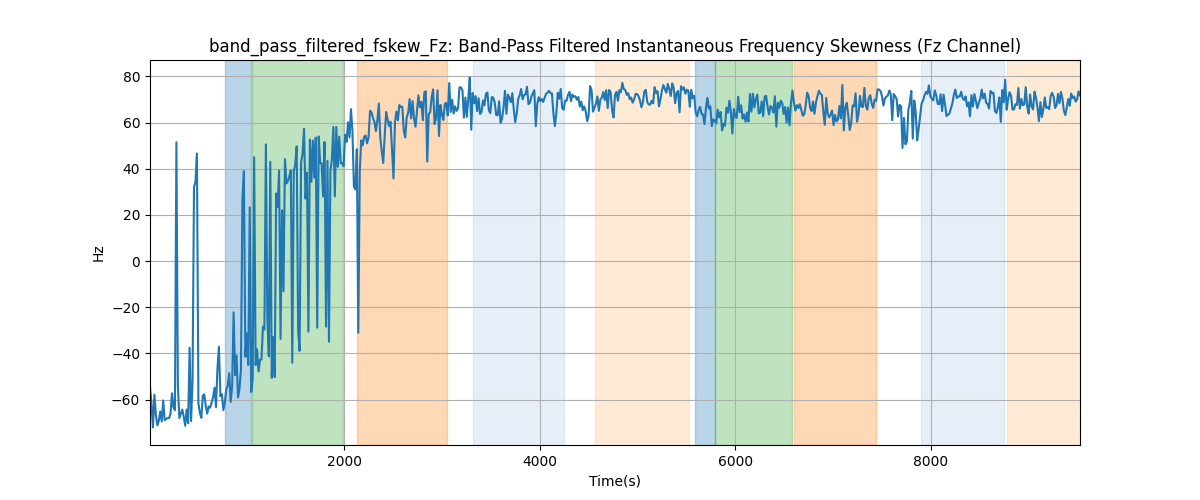 band_pass_filtered_fskew_Fz: Band-Pass Filtered Instantaneous Frequency Skewness (Fz Channel)
80
60
40
20
0
−20
−40
−60
Hz
2000 4000 6000 8000
Time(s)